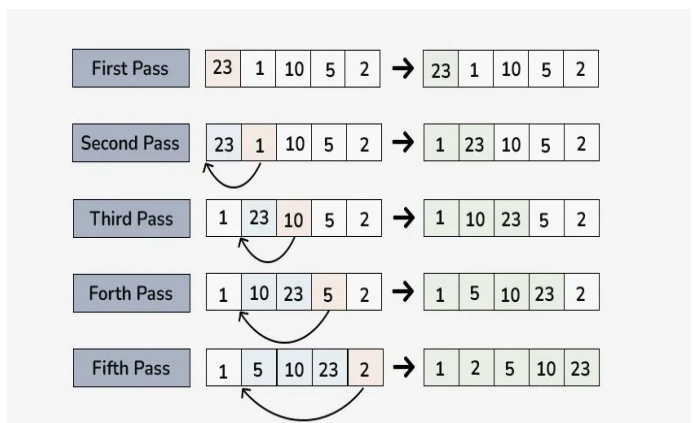 First Pass 23 1 10 5 2 → 23 1 10 5 2
Second Pass 23 1 10 5 2 → 1 23 10 5 2
Third Pass 1 23 10 5 2 → 1 10 23 5 2
Forth Pass 1 10 23 5 2 → 1 5 10 23 2
Fifth Pass 1 5 10 23 2 → 1 2 5 10 23